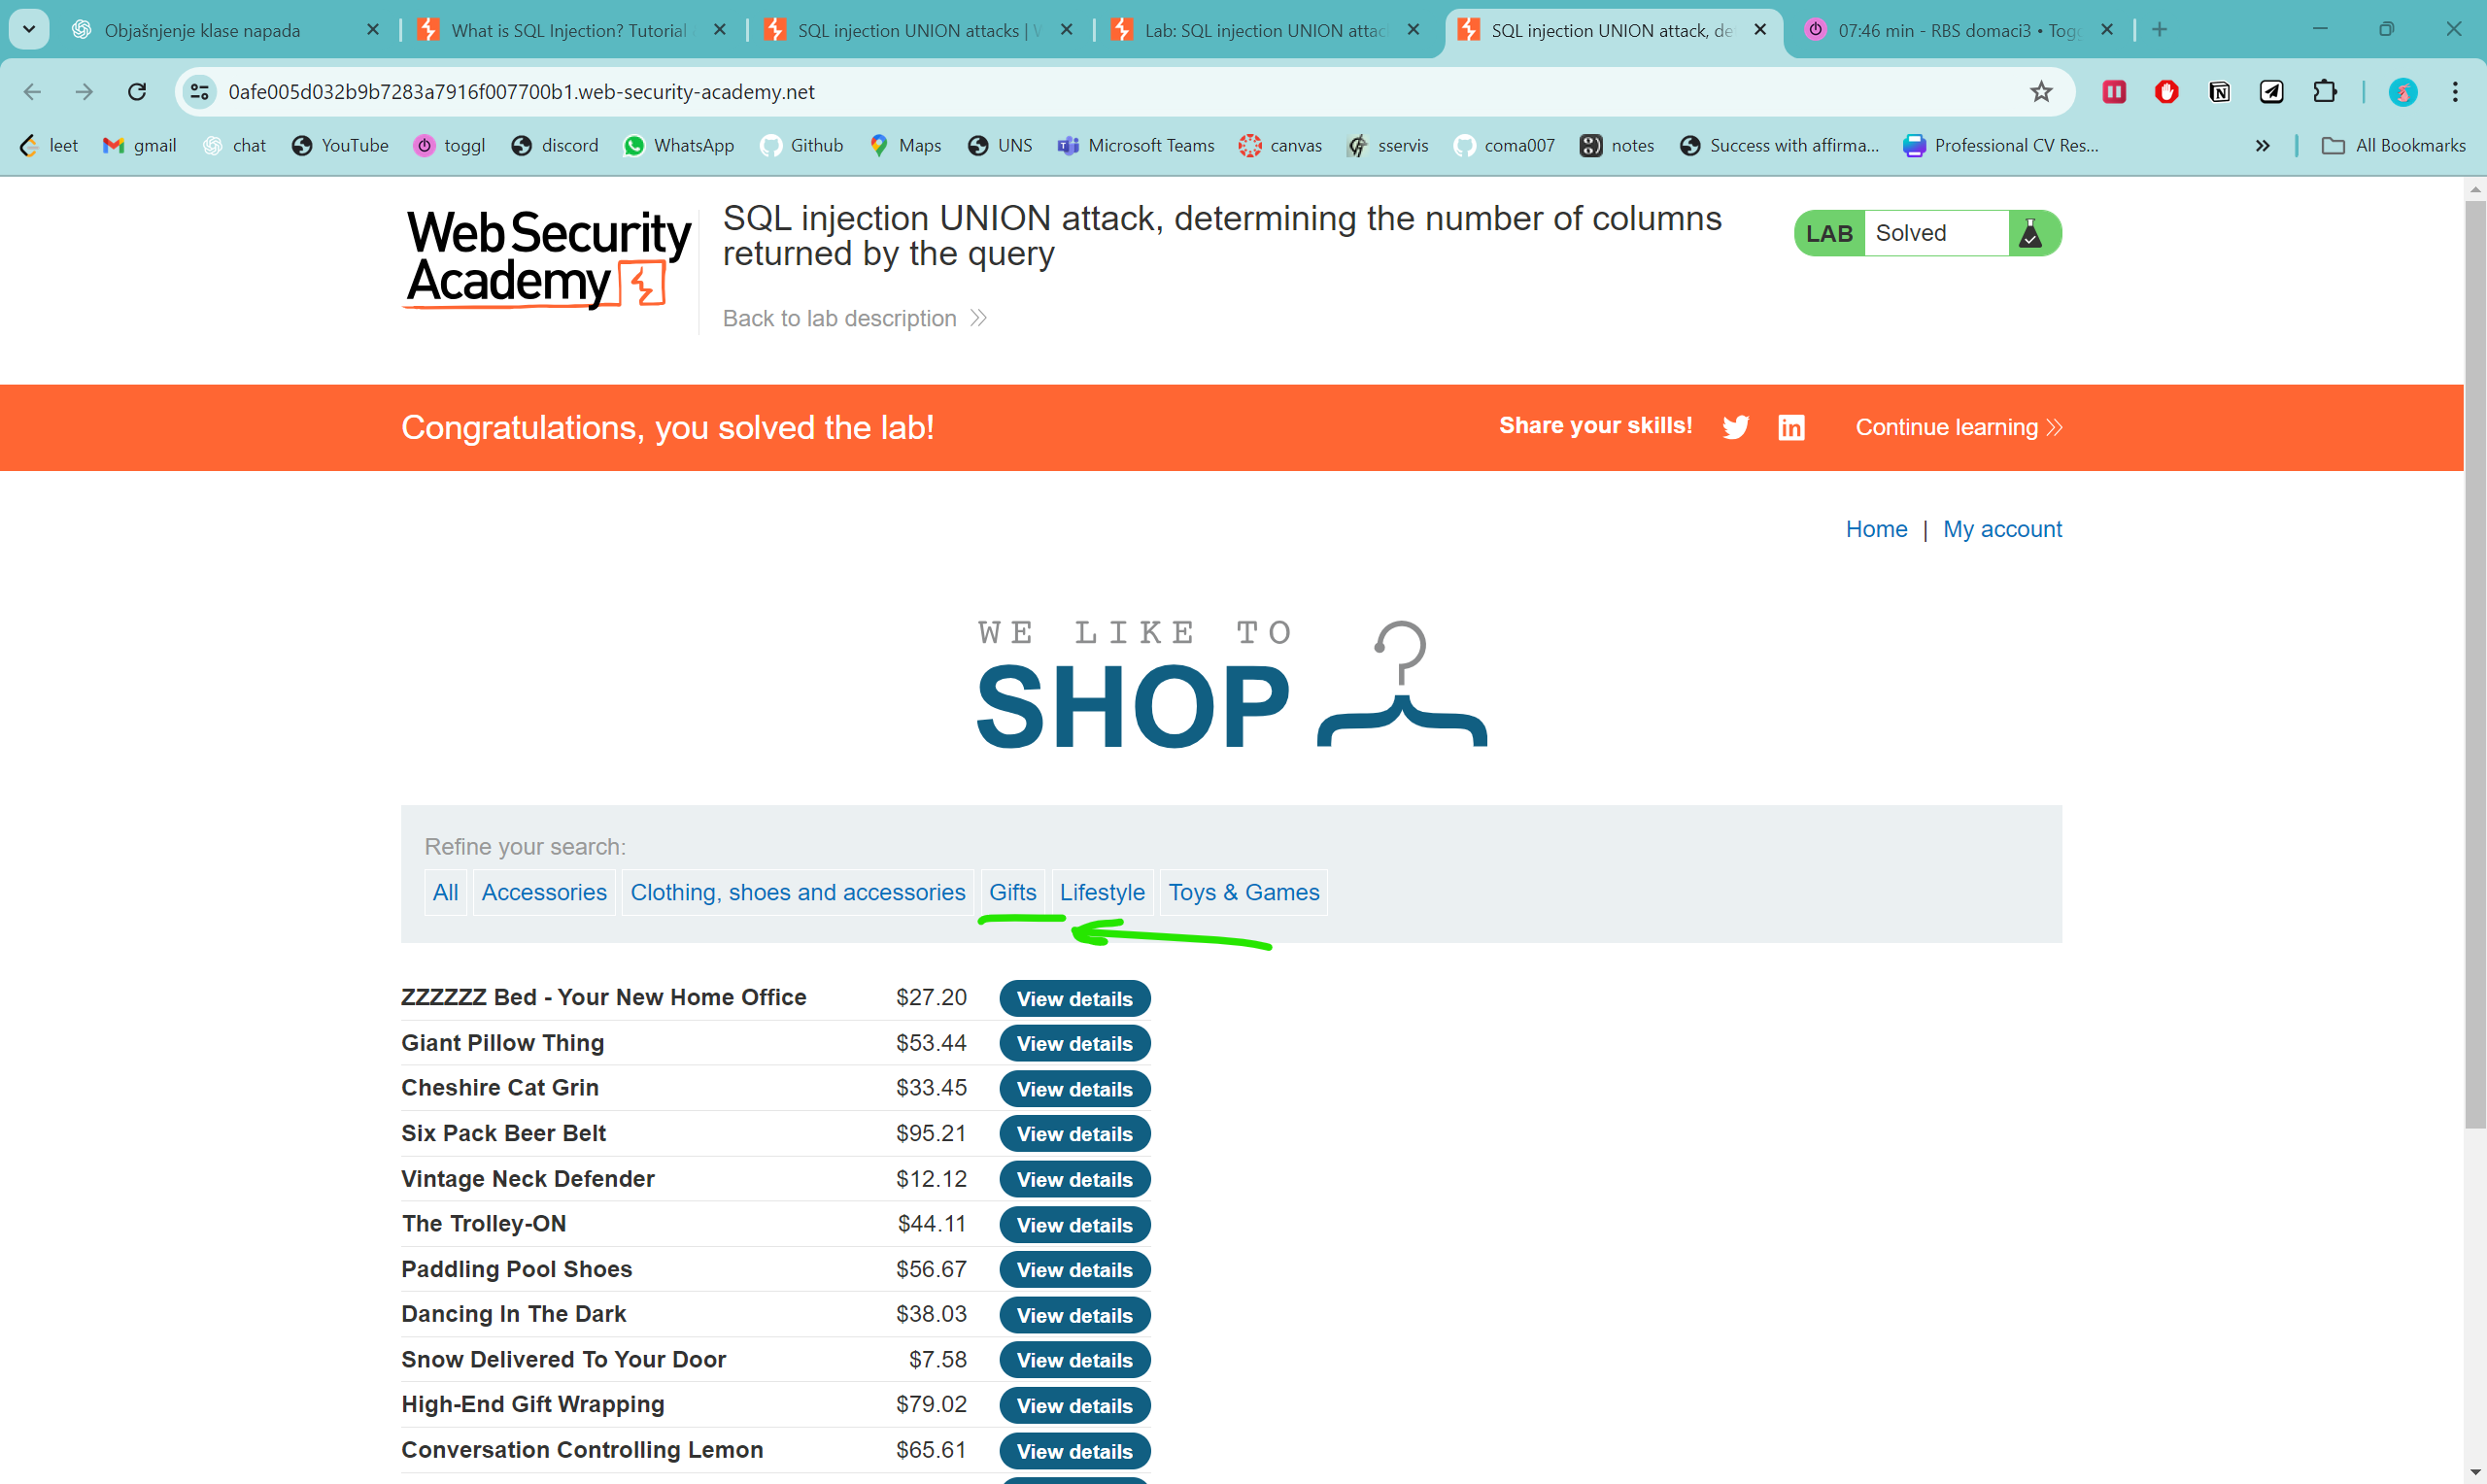 Objašnjenje klase napada
What is SQL Injection? Tutorial
SQL injection UNION attacks |
Lab: SQL injection UNION attac
SQL injection UNION attack, de
07:46 min - RBS domaci3 • Togg
0afe005d032b9b7283a7916f007700b1.web-security-academy.net
leet
gmail
chat
YouTube
toggl
discord
WhatsApp
Github
Maps
UNS
Microsoft Teams
canvas
sservis
coma007
notes
Success with affirma...
Professional CV Res...
All Bookmarks
Web Security
Academy
SQL injection UNION attack, determining the number of columns
returned by the query
Back to lab description
LAB Solved
Congratulations, you solved the lab!
Share your skills!
Continue learning
Home | My account
WE LIKE TO
SHOP
Refine your search:
All Accessories Clothing, shoes and accessories Gifts Lifestyle Toys & Games
ZZZZZZ Bed - Your New Home Office $27.20 View details
Giant Pillow Thing $53.44 View details
Cheshire Cat Grin $33.45 View details
Six Pack Beer Belt $95.21 View details
Vintage Neck Defender $12.12 View details
The Trolley-ON $44.11 View details
Paddling Pool Shoes $56.67 View details
Dancing In The Dark $38.03 View details
Snow Delivered To Your Door $7.58 View details
High-End Gift Wrapping $79.02 View details
Conversation Controlling Lemon $65.61 View details